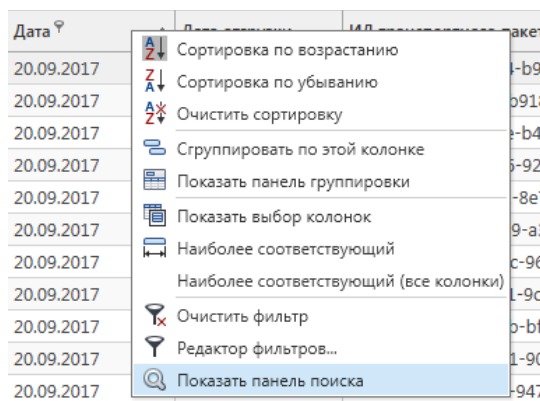 Дата
20.09.2017
Сортировка по возрастанию
20.09.2017
Сортировка по убыванию
20.09.2017
Очистить сортировку
20.09.2017
Сгруппировать по этой колонке
20.09.2017
Показать панель группировки
20.09.2017
Показать выбор колонок
20.09.2017
Наиболее соответствующий
20.09.2017
Наиболее соответствующий (все колонки)
20.09.2017
Очистить фильтр
20.09.2017
Редактор фильтров...
20.09.2017
Показать панель поиска